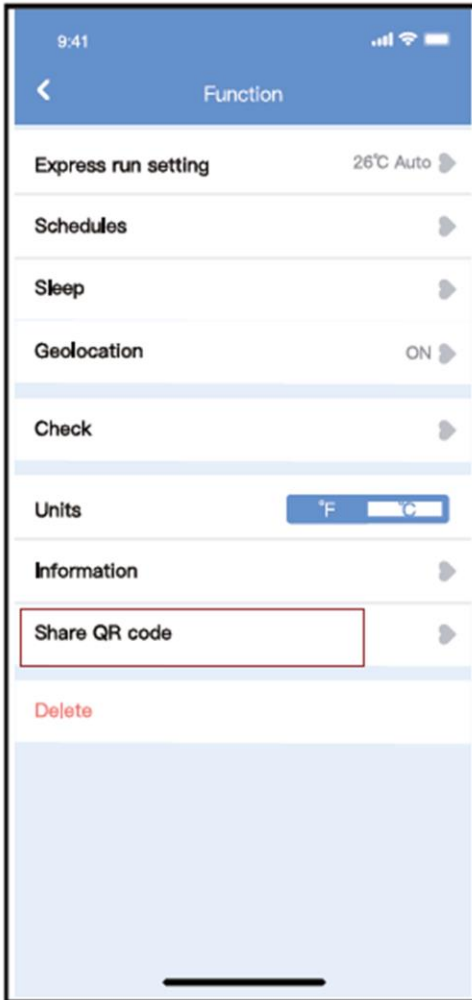 9:41
Function
Express run setting 26°C Auto
Schedules
Sleep
Geolocation ON
Check
Units °F °C
Information
Share QR code
Delete